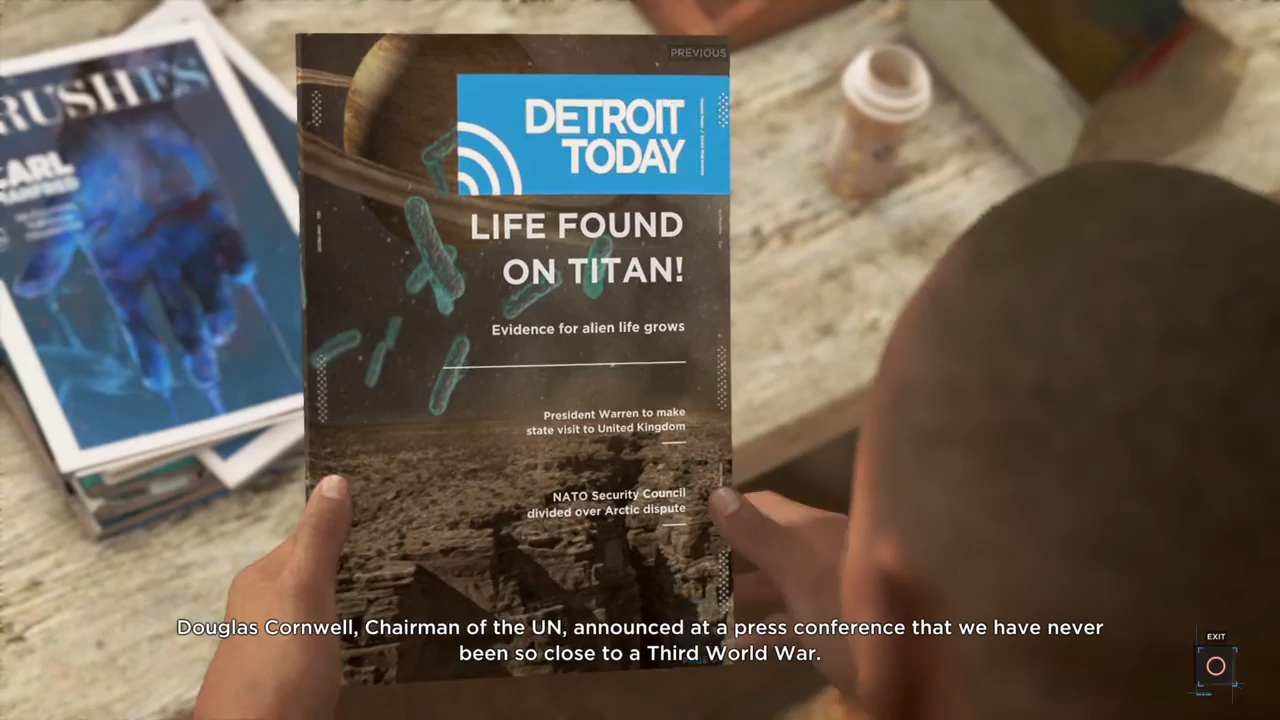 RUSHES
CARL
MANFRED
PREVIOUS
DETROIT
TODAY
LIFE FOUND
ON TITAN!
Evidence for alien life grows
President Warren to make
state visit to United Kingdom
NATO Security Council
divided over Arctic dispute
Douglas Cornwell, Chairman of the UN, announced at a press conference that we have never
been so close to a Third World War.
EXIT